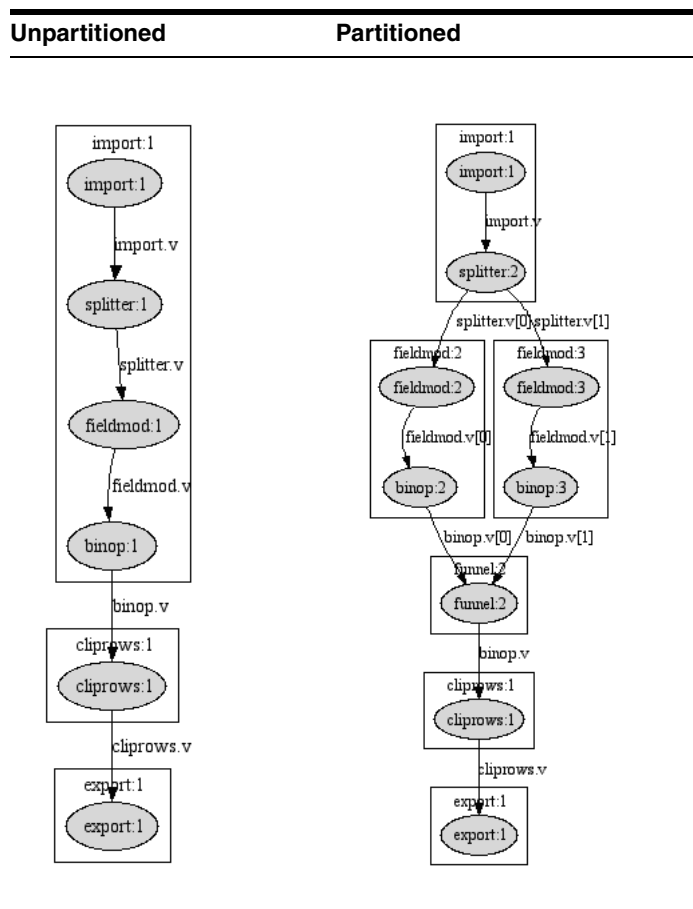 Unpartitioned
Partitioned
import:1
import:1
import.v
splitter:1
splitter.v
fieldmod:1
fieldmod.v
binop:1
binop.v
cliprows:1
cliprows:1
cliprows.v
export:1
export:1
import:1
import:1
import.v
splitter:2
splitter.v[0]
splitter.v[1]
fieldmod:2
fieldmod:3
fieldmod:2
fieldmod:3
fieldmod.v[0]
fieldmod.v[1]
binop:2
binop:3
binop.v[0]
binop.v[1]
funnel:2
funnel:2
binop.v
cliprows:1
cliprows:1
cliprows.v
export:1
export:1